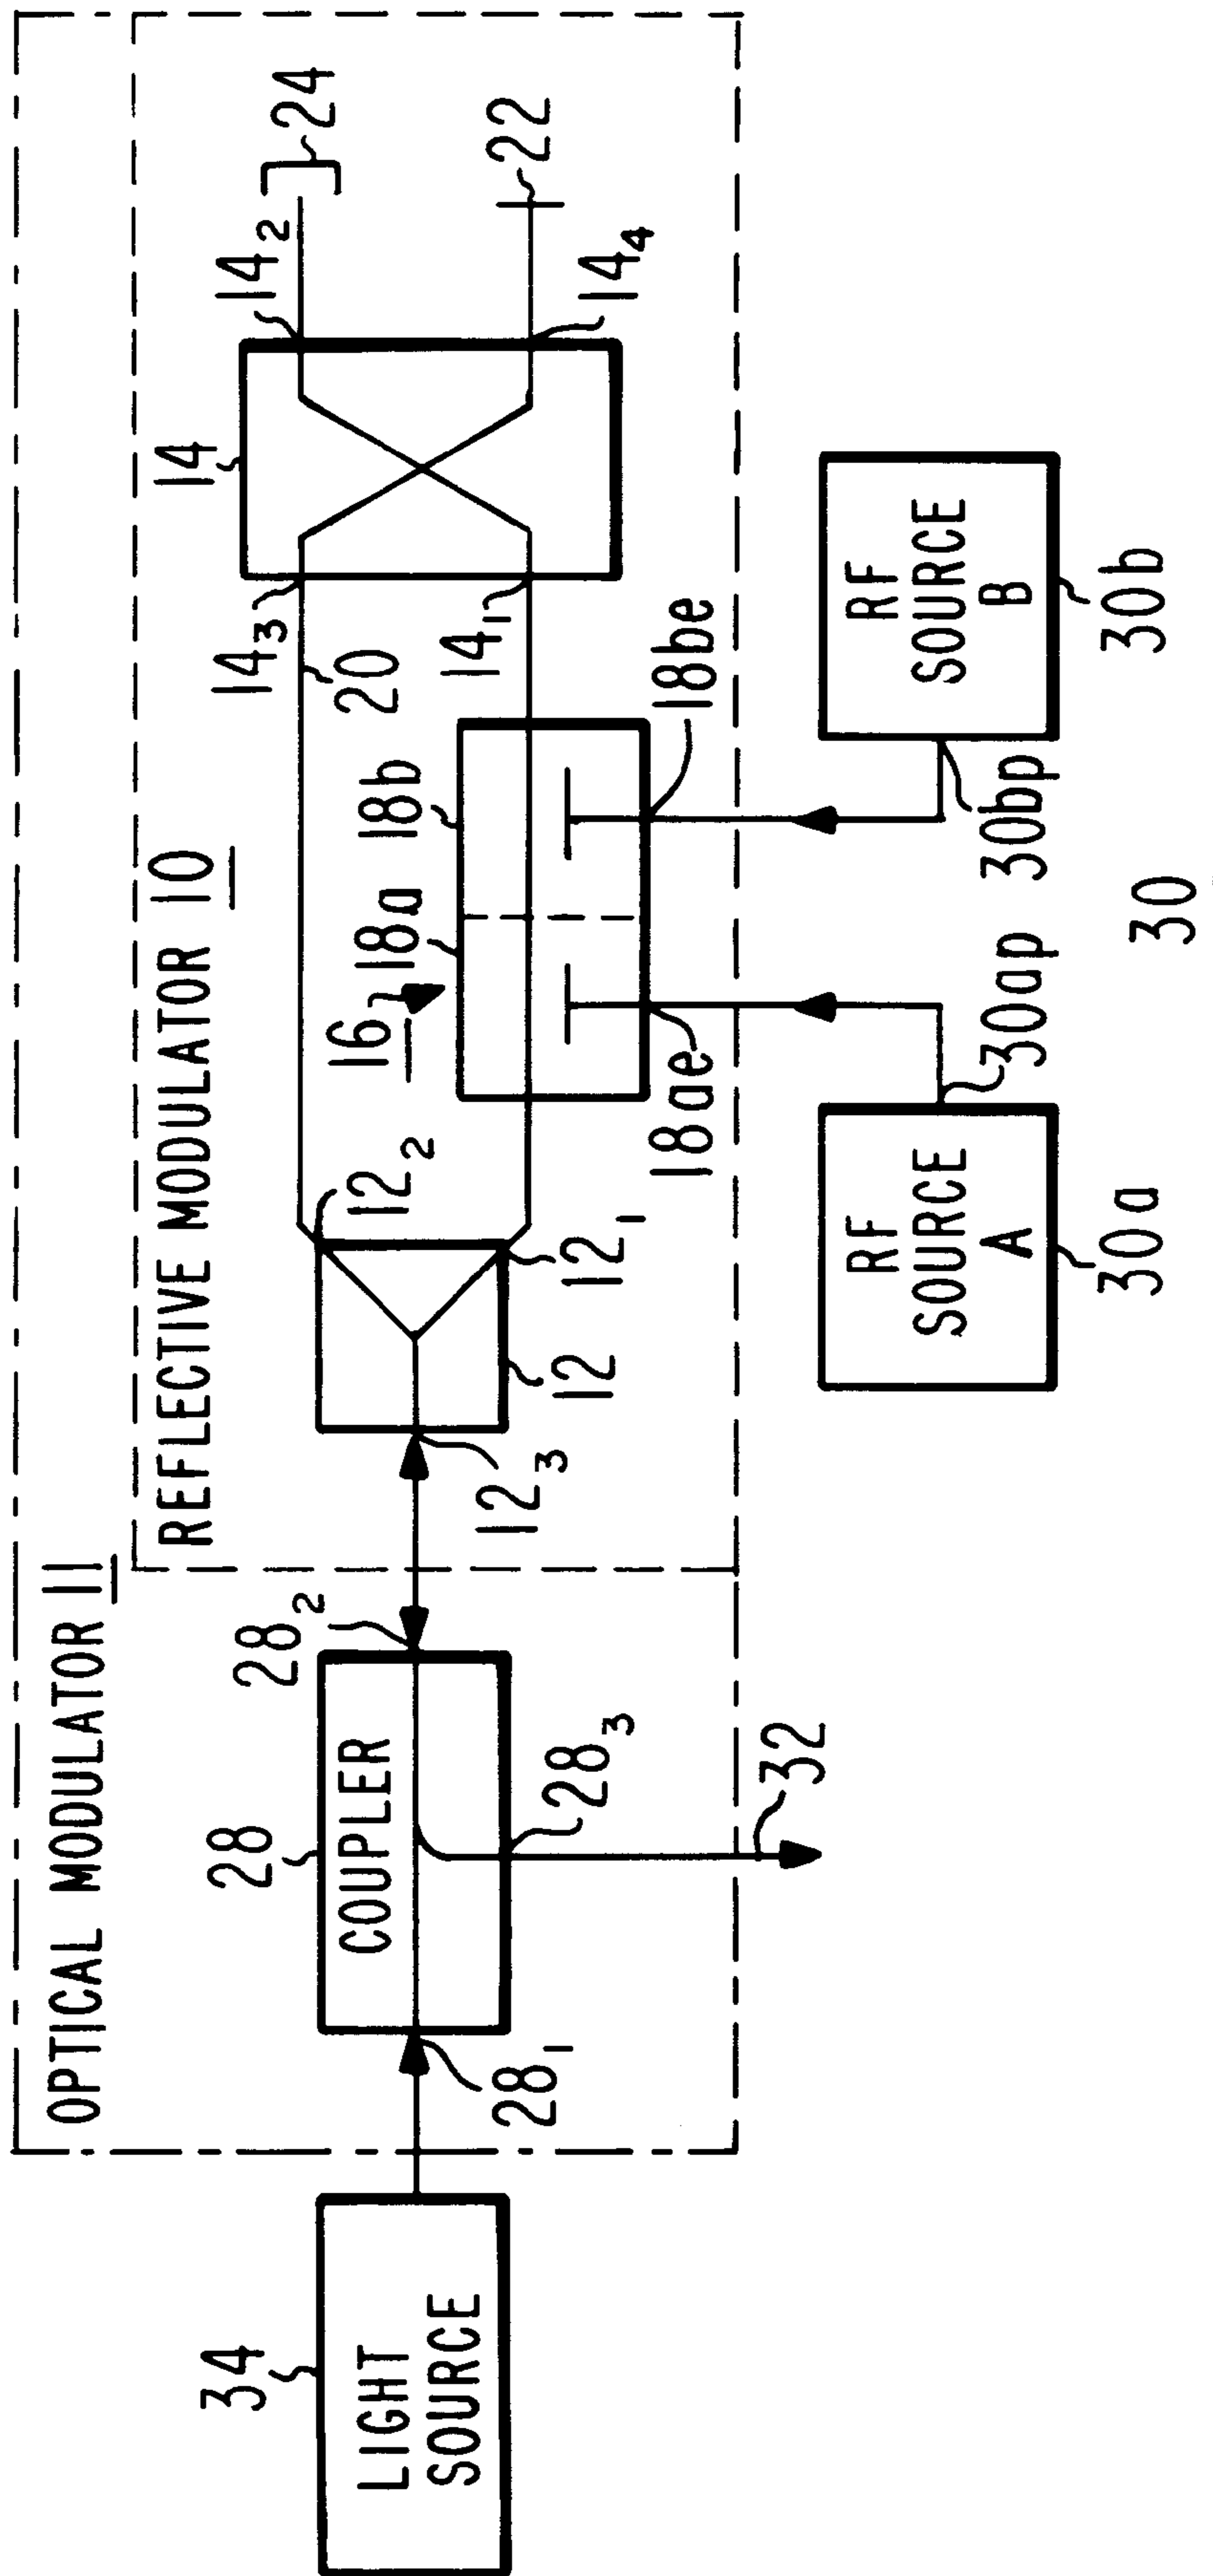 OPTICAL MODULATOR 11
REFLECTIVE MODULATOR 10
34
LIGHT
SOURCE
28
COUPLER
28₁
28₂
28₃
32
12₃
12
12₂
12₁
16
18a
18b
18ae
18be
20
14₃
14₁
14
14₂
14₄
24
22
RF
SOURCE
A
30a
30ap
RF
SOURCE
B
30b
30bp
30